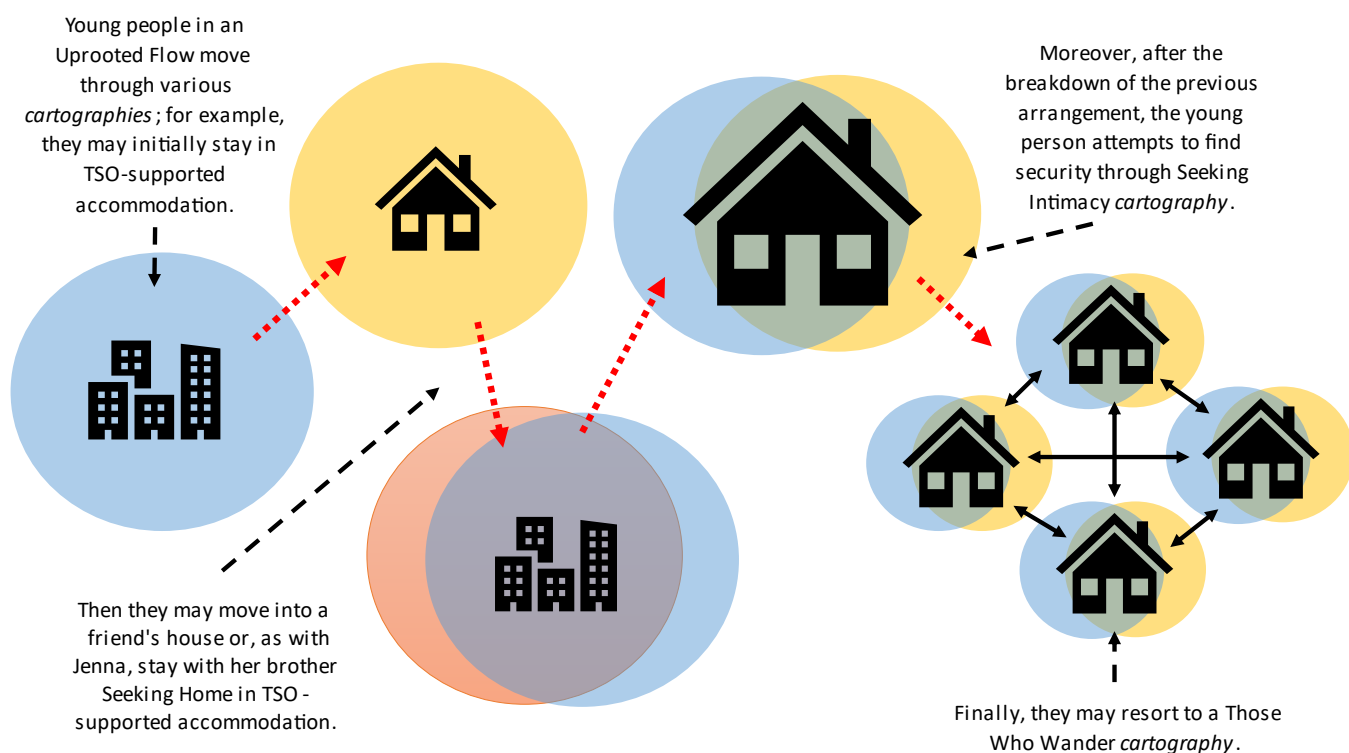 Young people in an
Uprooted Flow move
through various
cartographies; for example,
they may initially stay in
TSO-supported
accommodation.
Moreover, after the
breakdown of the previous
arrangement, the young
person attempts to find
security through Seeking
Intimacy cartography.
Then they may move into a
friend's house or, as with
Jenna, stay with her brother
Seeking Home in TSO -
supported accommodation.
Finally, they may resort to a Those
Who Wander cartography.